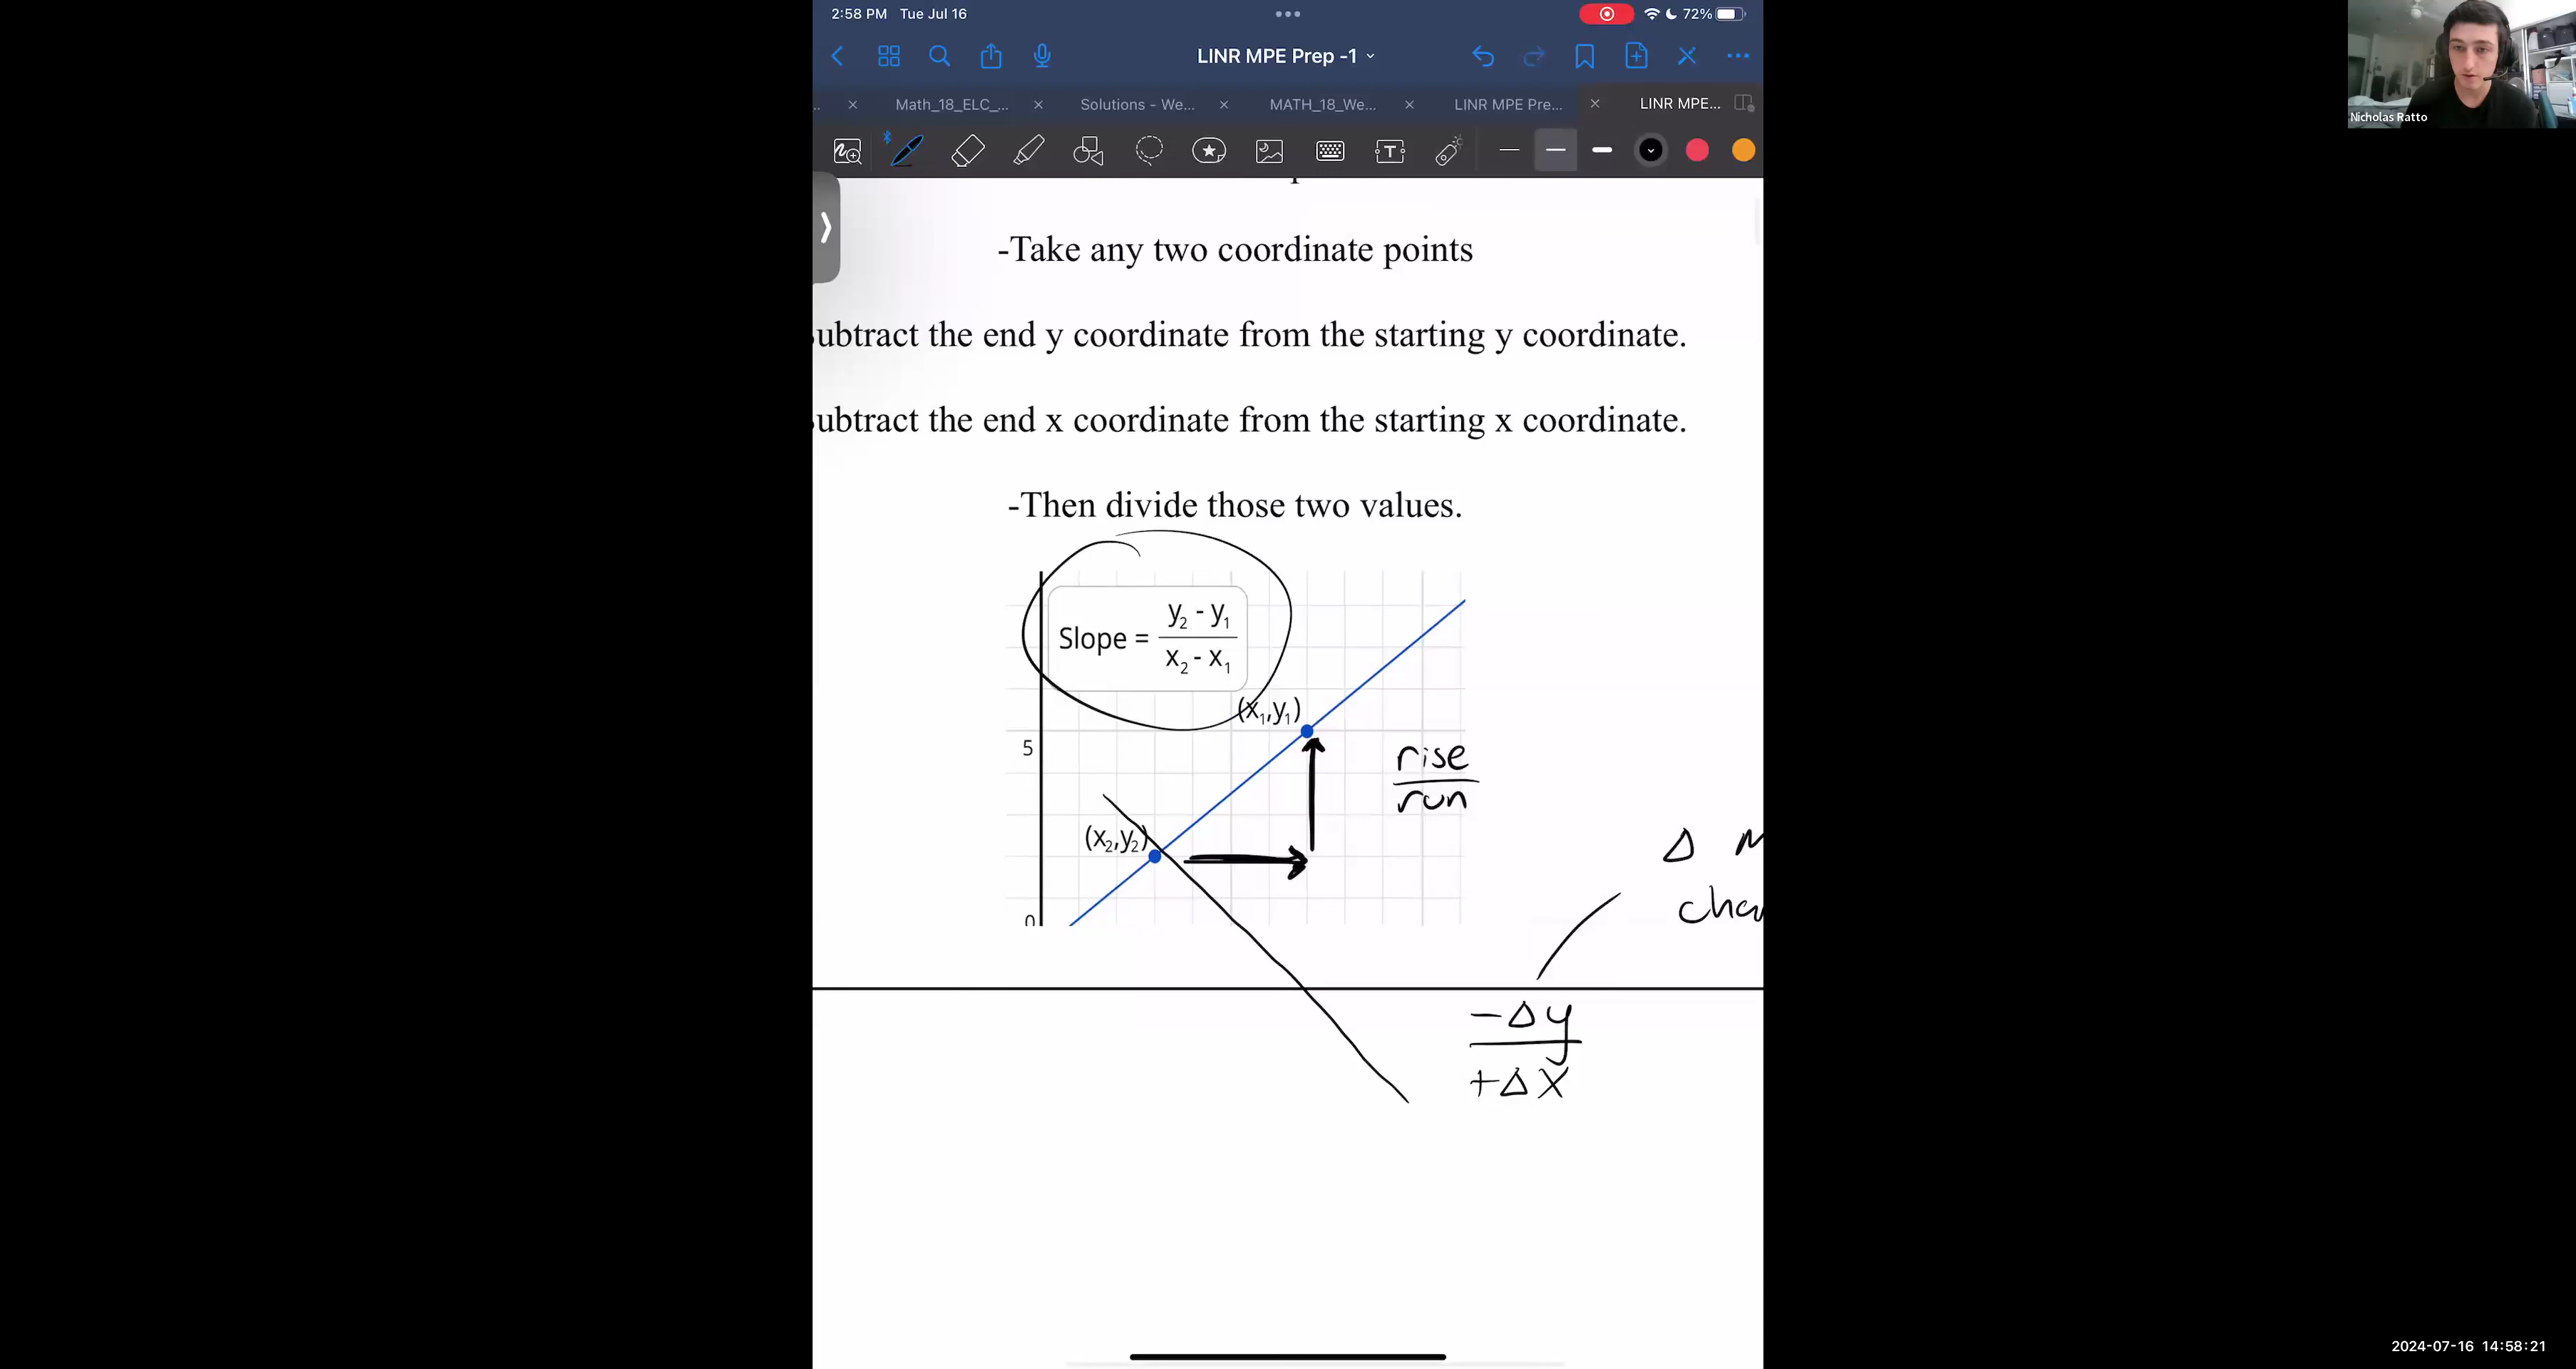 2:58 PM Tue Jul 16
72%
LINR MPE Prep -1
Math_18_ELC_...
Solutions - We...
MATH_18_We...
LINR MPE Pre...
LINR MPE...
Nicholas Ratto
-Take any two coordinate points
ubtract the end y coordinate from the starting y coordinate.
ubtract the end x coordinate from the starting x coordinate.
-Then divide those two values.
Slope = y₂ - y₁
x₂ - x₁
(x₁,y₁)
5
rise
run
(x₂,y₂)
Δ
0
-Δy
+Δx
2024-07-16 14:58:21